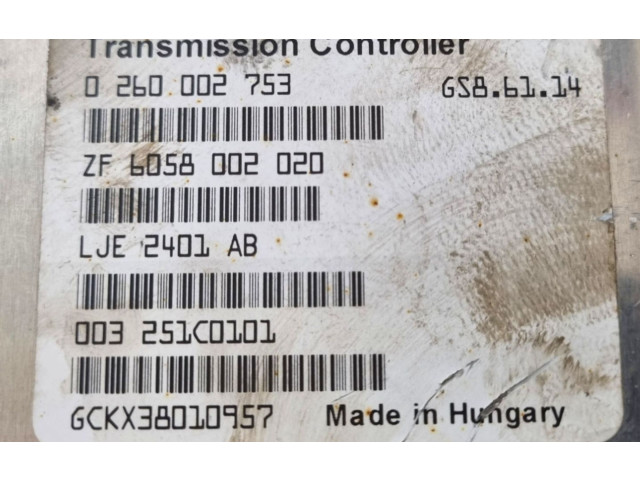 Transmission Controller
0 260 002 753 GS8.61.14
ZF 6058 002 020
LJE 2401 AB
003 251C0101
GCKX38010957 Made in Hungary